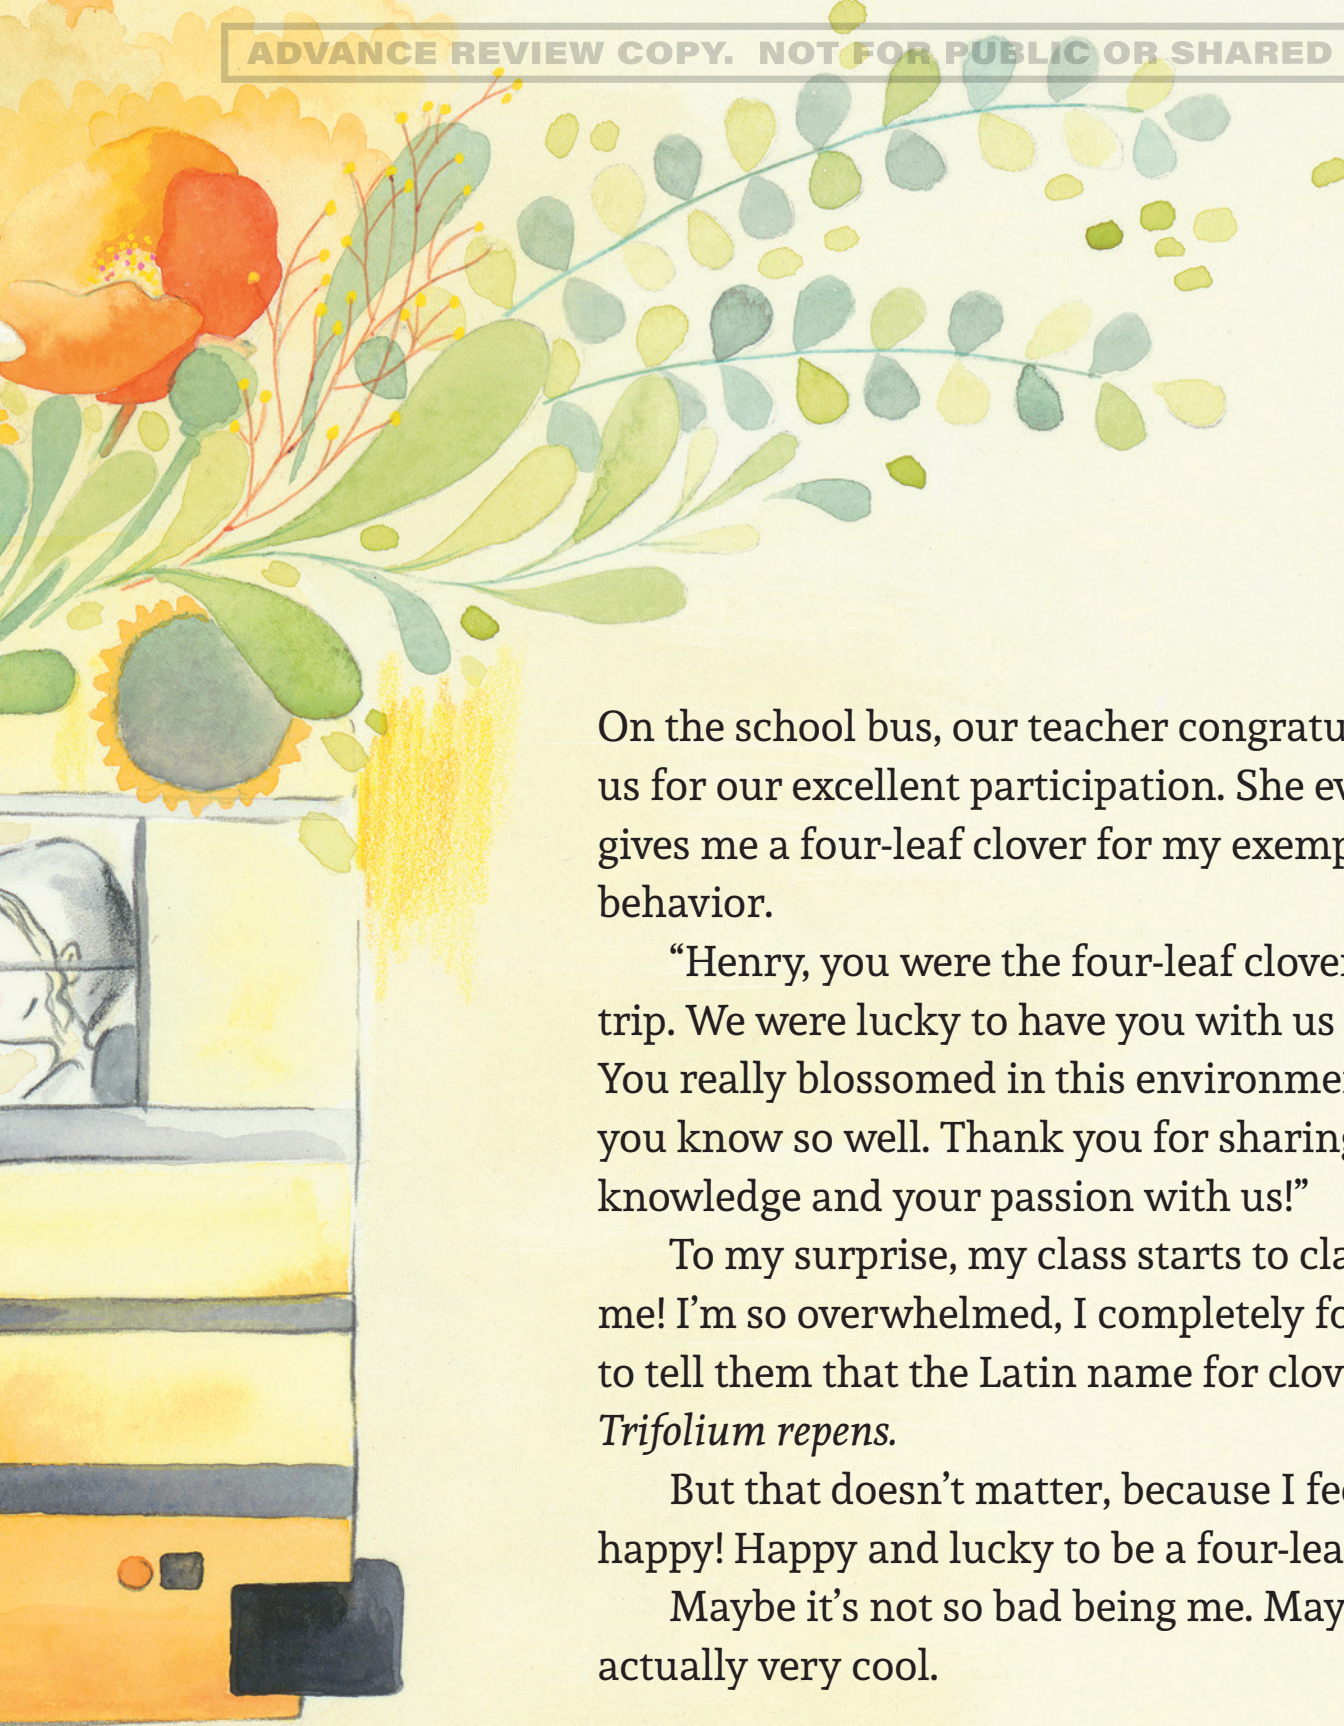 ADVANCE REVIEW COPY. NOT FOR PUBLIC OR SHARED
On the school bus, our teacher congratu
us for our excellent participation. She ev
gives me a four-leaf clover for my exemp
behavior.
“Henry, you were the four-leaf clover
trip. We were lucky to have you with us
You really blossomed in this environme
you know so well. Thank you for sharing
knowledge and your passion with us!”
To my surprise, my class starts to cla
me! I’m so overwhelmed, I completely fo
to tell them that the Latin name for clov
Trifolium repens.
But that doesn’t matter, because I fee
happy! Happy and lucky to be a four-lea
Maybe it’s not so bad being me. May
actually very cool.